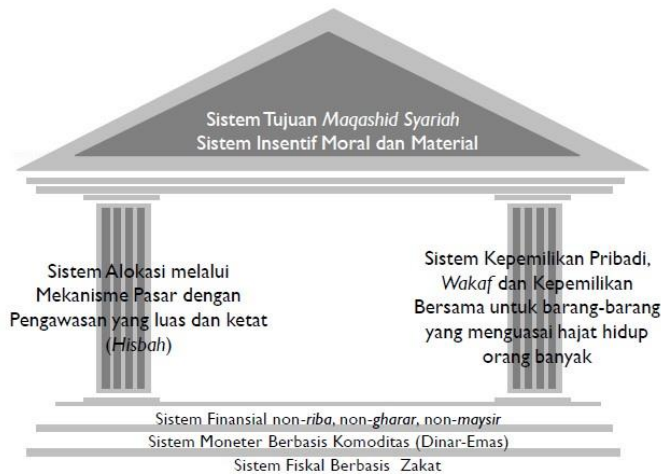 Sistem Tujuan Maqashid Syariah
Sistem Insentif Moral dan Material
Sistem Alokasi melalui
Mekanisme Pasar dengan
Pengawasan yang luas dan ketat
(Hisbah)
Sistem Kepemilikan Pribadi,
Wakaf dan Kepemilikan
Bersama untuk barang-barang
yang menguasai hajat hidup
orang banyak
Sistem Finansial non-riba, non-gharar, non-maysir
Sistem Moneter Berbasis Komoditas (Dinar-Emas)
Sistem Fiskal Berbasis Zakat